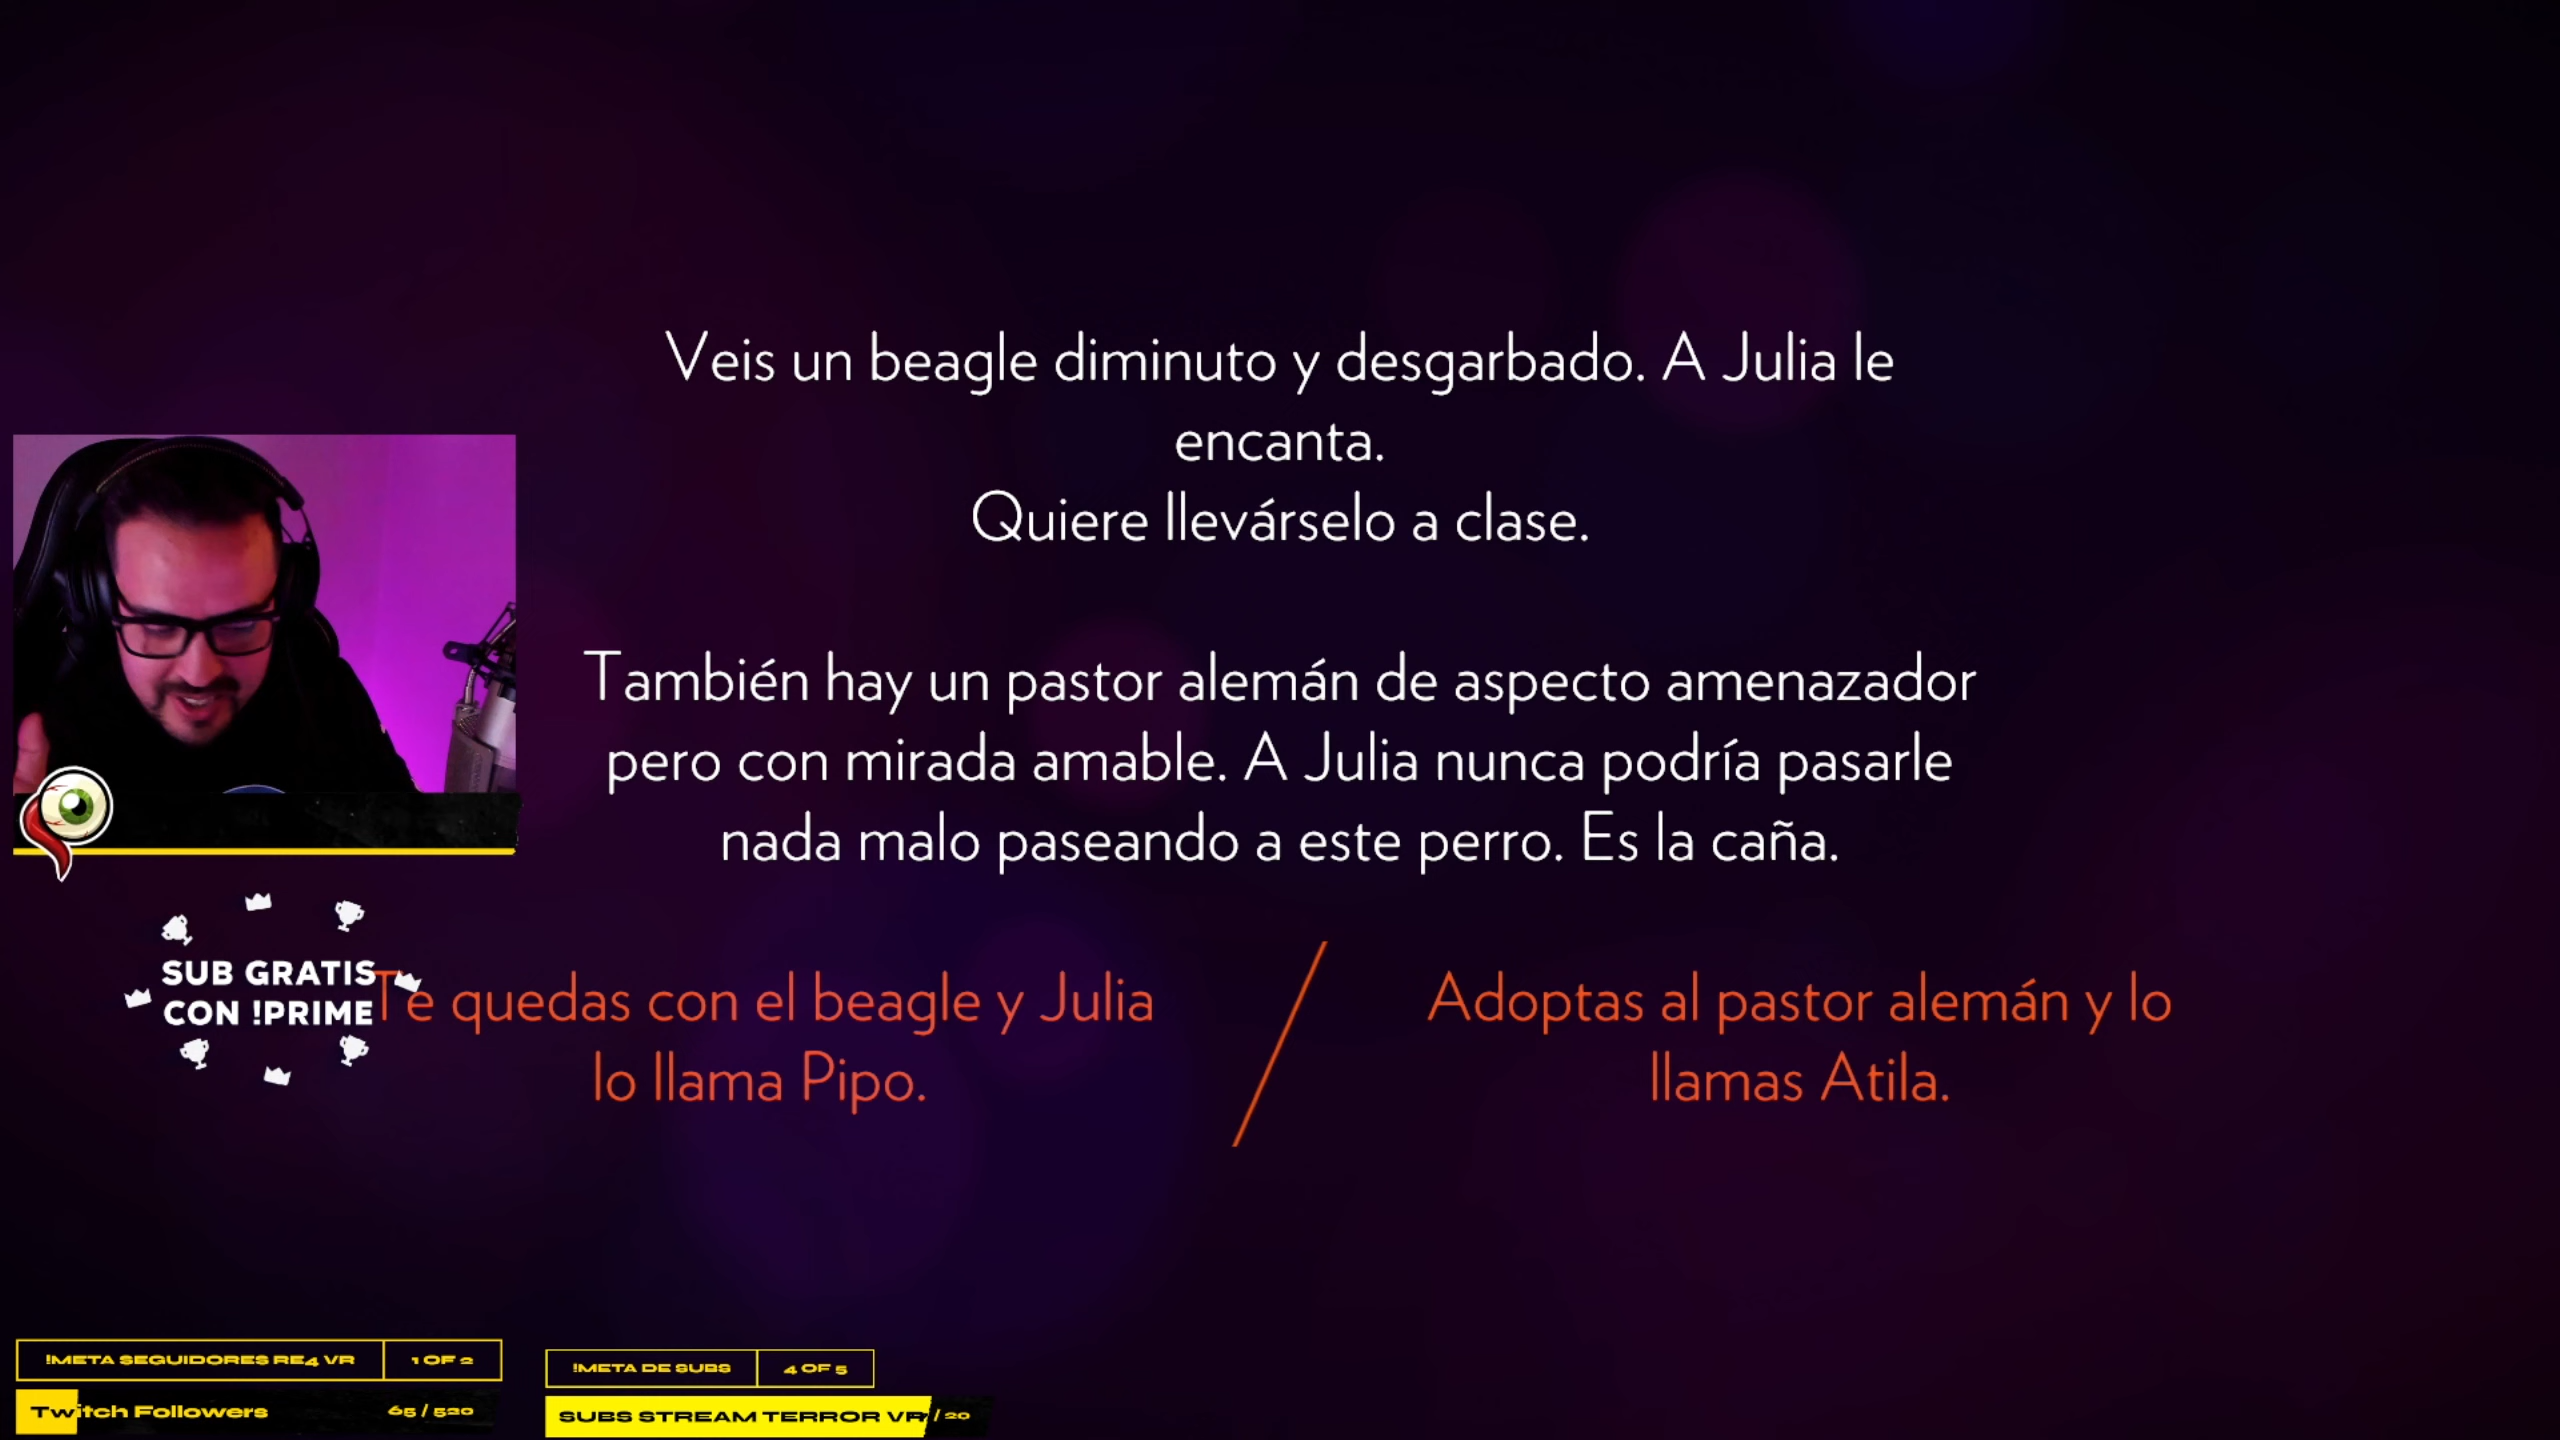 Veis un beagle diminuto y desgarbado. A Julia le
encanta.
Quiere llevárselo a clase.
También hay un pastor alemán de aspecto amenazador
pero con mirada amable. A Julia nunca podría pasarle
nada malo paseando a este perro. Es la caña.
SUB GRATIS
CON !PRIME
Te quedas con el beagle y Julia
lo llama Pipo.
Adoptas al pastor alemán y lo
llamas Atila.
!META SEGUIDORES RE4 VR 1 OF 2
Twitch Followers 65 / 520
!META DE SUBS 4 OF 5
SUBS STREAM TERROR VR / 20